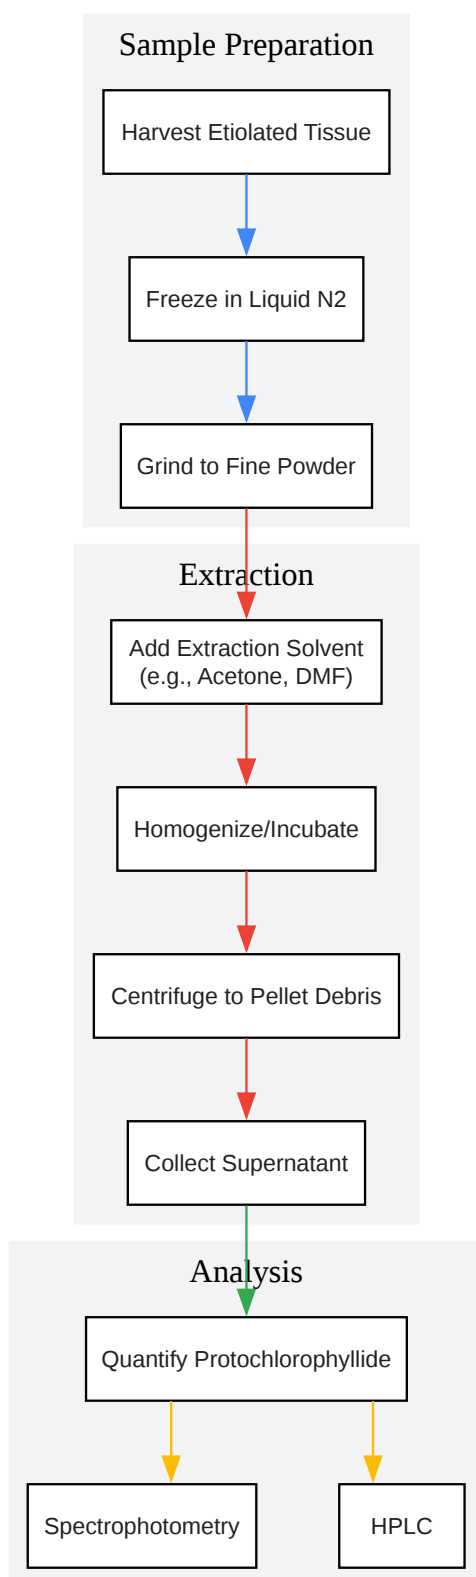 Sample Preparation
Harvest Etiolated Tissue
Freeze in Liquid N2
Grind to Fine Powder
Extraction
Add Extraction Solvent
(e.g., Acetone, DMF)
Homogenize/Incubate
Centrifuge to Pellet Debris
Collect Supernatant
Analysis
Quantify Protochlorophyllide
Spectrophotometry
HPLC